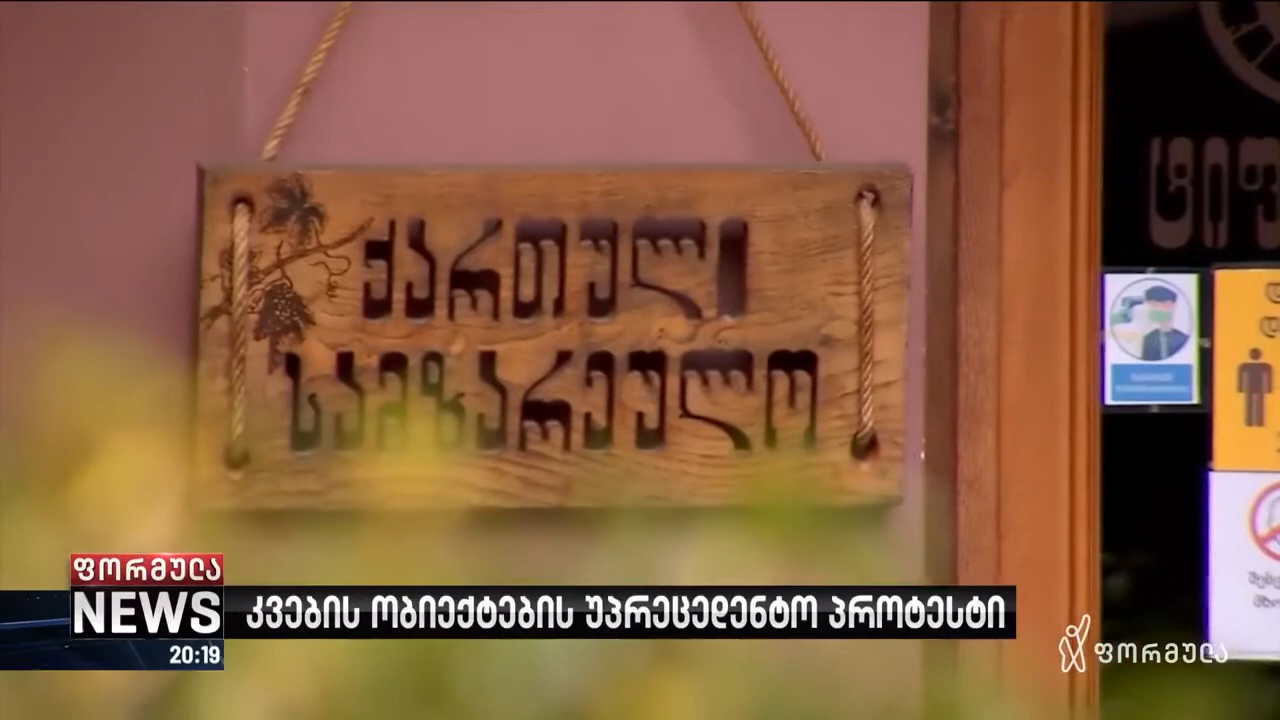 ქართული
სამზარეულო
ფორმულა
NEWS
20:19
კვების ობიექტების უპრეცედენტო პროტესტი
ფორმულა